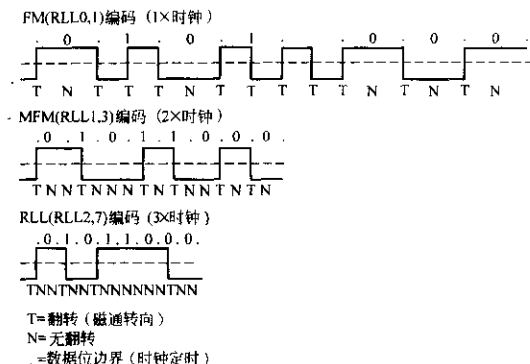 FM(RLL0,1)编码（1×时钟）
. 0 . 1 . 0 . 1 . 1 . 0 . 0 . 0 .
T N T T T N T T T T T N T N T N
MFM(RLL1,3)编码（2×时钟）
. 0 . 1 . 0 . 1 . 1 . 0 . 0 . 0 .
T N N T N N N T N T N N T N T N
RLL(RLL2,7)编码（3×时钟）
. 0 . 1 . 0 . 1 . 1 . 0 . 0 . 0 .
TNNTNNTNNNNNNTNN
T=翻转（磁通转向）
N=无翻转
. =数据位边界（时钟定时）